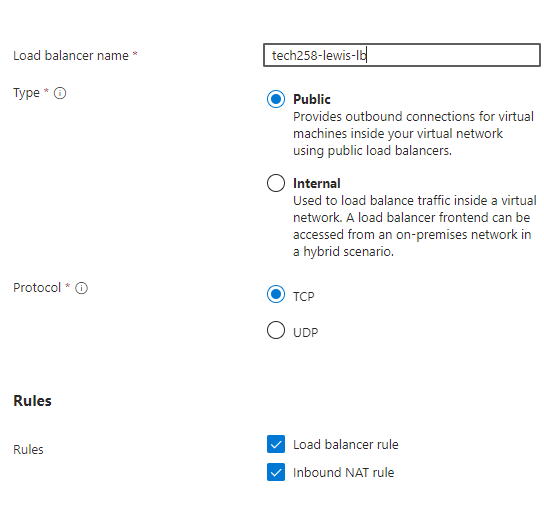 Load balancer name *
tech258-lewis-lb
Type *
Public
Provides outbound connections for virtual
machines inside your virtual network
using public load balancers.
Internal
Used to load balance traffic inside a virtual
network. A load balancer frontend can be
accessed from an on-premises network in
a hybrid scenario.
Protocol *
TCP
UDP
Rules
Rules
Load balancer rule
Inbound NAT rule